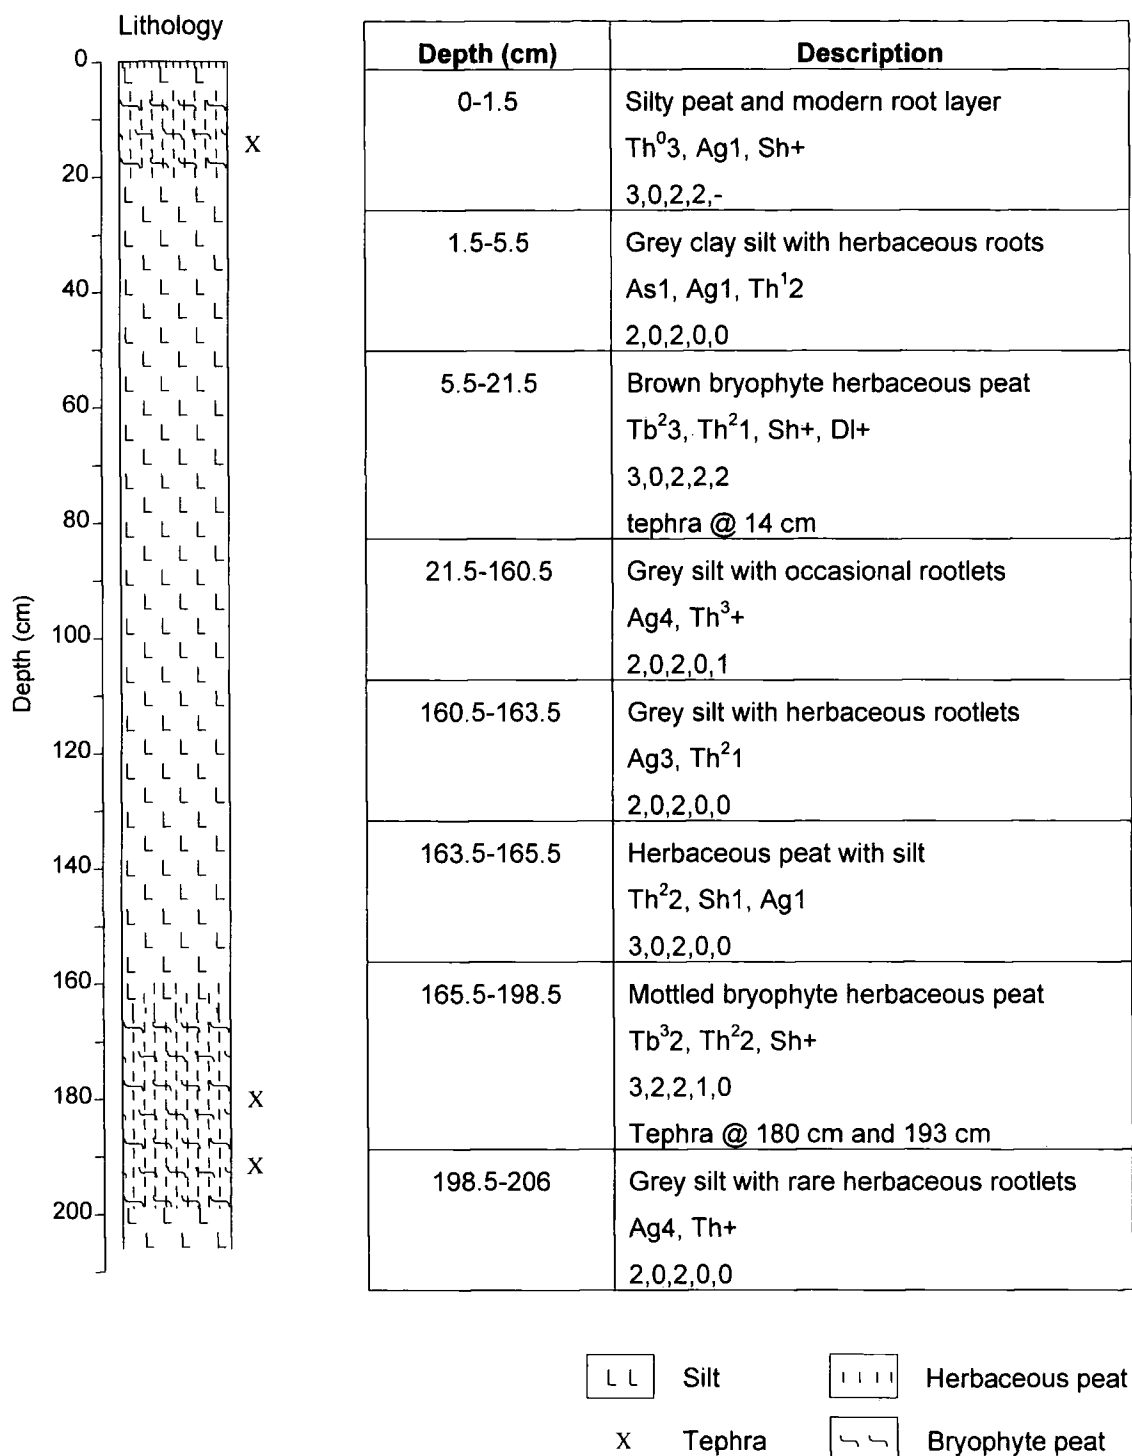 Lithology
0
20
40
60
80
100
120
140
160
180
200
Depth (cm)
X
X
X
Depth (cm) Description
0-1.5 Silty peat and modern root layer
Th⁰3, Ag1, Sh+
3,0,2,2,-
1.5-5.5 Grey clay silt with herbaceous roots
As1, Ag1, Th¹2
2,0,2,0,0
5.5-21.5 Brown bryophyte herbaceous peat
Tb²3, Th²1, Sh+, Dl+
3,0,2,2,2
tephra @ 14 cm
21.5-160.5 Grey silt with occasional rootlets
Ag4, Th³+
2,0,2,0,1
160.5-163.5 Grey silt with herbaceous rootlets
Ag3, Th²1
2,0,2,0,0
163.5-165.5 Herbaceous peat with silt
Th²2, Sh1, Ag1
3,0,2,0,0
165.5-198.5 Mottled bryophyte herbaceous peat
Tb³2, Th²2, Sh+
3,2,2,1,0
Tephra @ 180 cm and 193 cm
198.5-206 Grey silt with rare herbaceous rootlets
Ag4, Th+
2,0,2,0,0
Silt Herbaceous peat
X Tephra Bryophyte peat